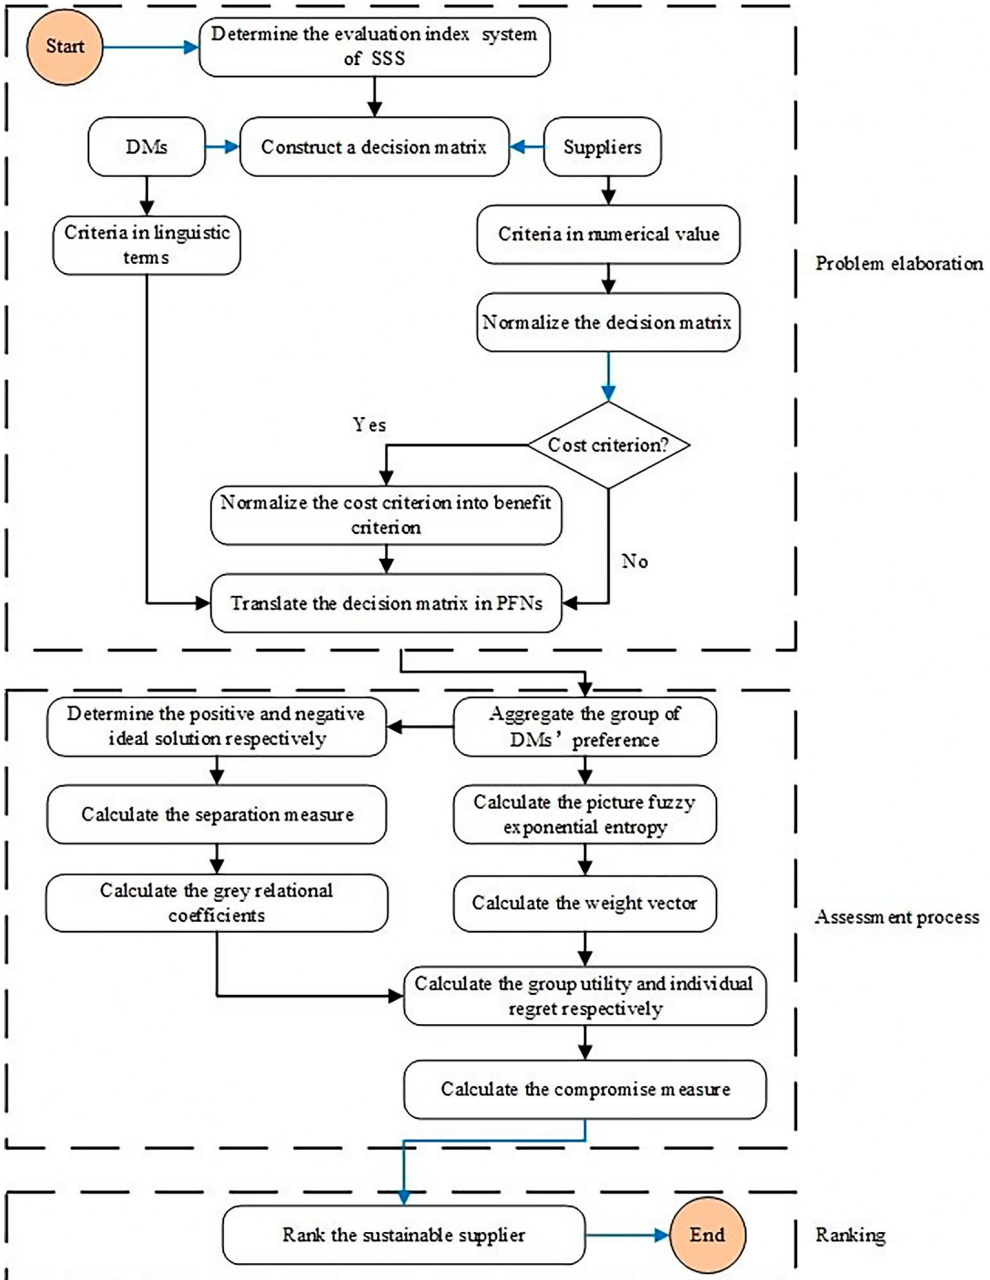 Start
Determine the evaluation index system
of SSS
DMs
Construct a decision matrix
Suppliers
Criteria in linguistic
terms
Criteria in numerical value
Problem elaboration
Normalize the decision matrix
Yes
Cost criterion?
Normalize the cost criterion into benefit
criterion
No
Translate the decision matrix in PFNs
Determine the positive and negative
ideal solution respectively
Aggregate the group of
DMs’ preference
Calculate the separation measure
Calculate the picture fuzzy
exponential entropy
Calculate the grey relational
coefficients
Calculate the weight vector
Assessment process
Calculate the group utility and individual
regret respectively
Calculate the compromise measure
Rank the sustainable supplier
End
Ranking